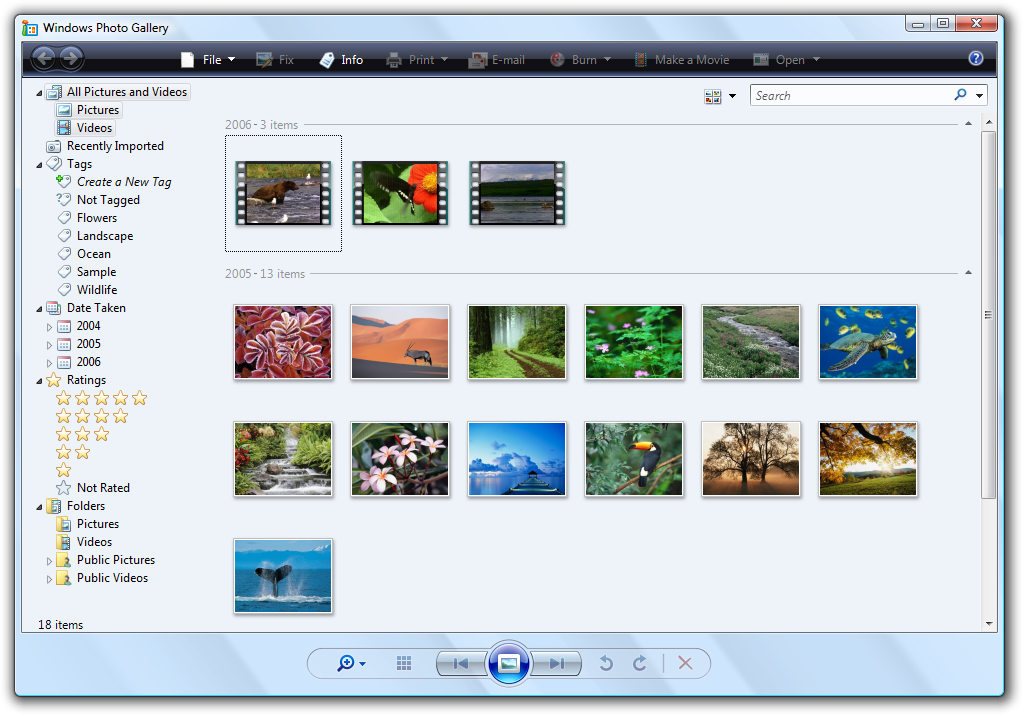 Windows Photo Gallery
File Fix Info Print E-mail Burn Make a Movie Open
All Pictures and Videos
Pictures
Videos
Recently Imported
Tags
Create a New Tag
Not Tagged
Flowers
Landscape
Ocean
Sample
Wildlife
Date Taken
2004
2005
2006
Ratings
Not Rated
Folders
Pictures
Videos
Public Pictures
Public Videos
18 items
Search
2006 - 3 items
2005 - 13 items